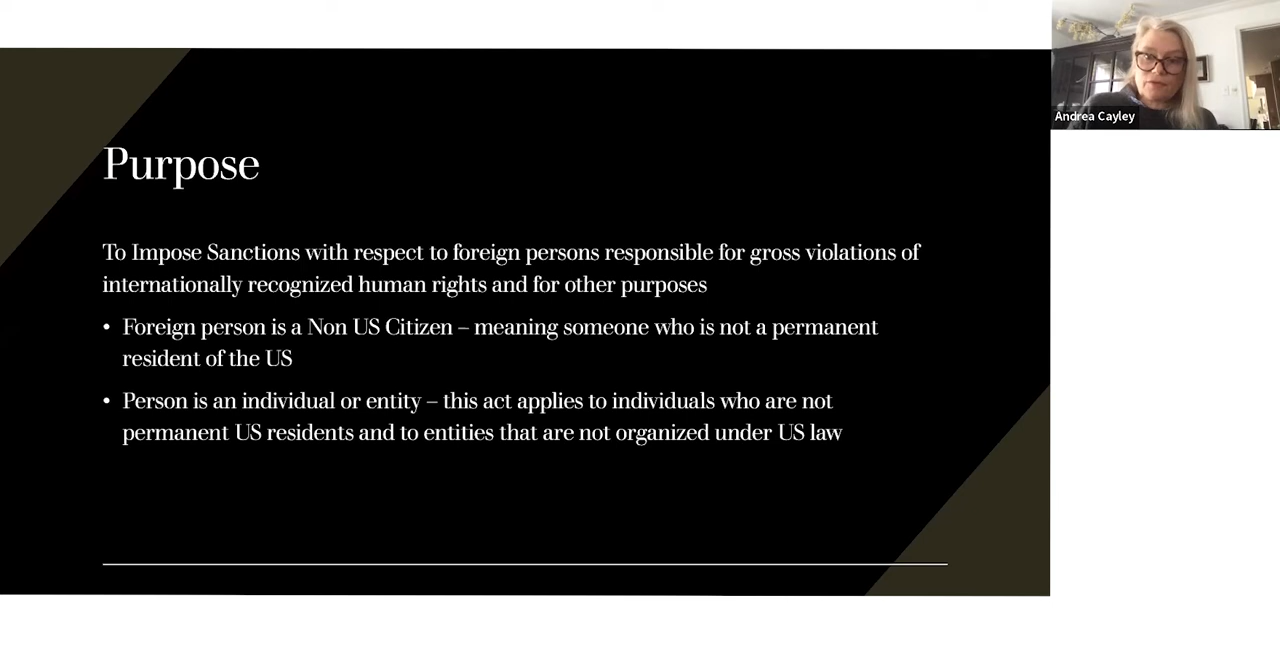 Purpose
To Impose Sanctions with respect to foreign persons responsible for gross violations of
internationally recognized human rights and for other purposes
• Foreign person is a Non US Citizen – meaning someone who is not a permanent
resident of the US
• Person is an individual or entity – this act applies to individuals who are not
permanent US residents and to entities that are not organized under US law
Andrea Cayley